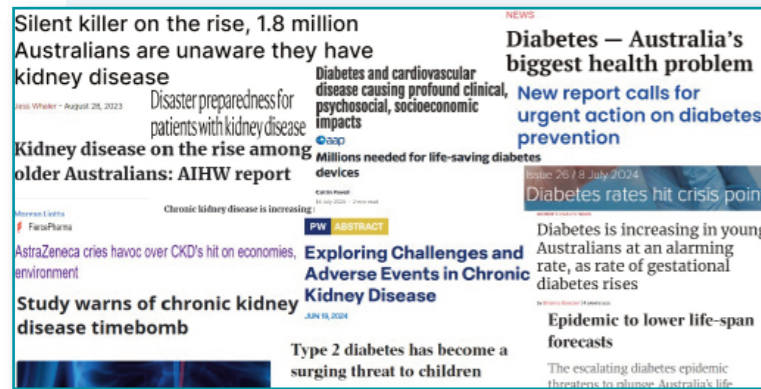 Silent killer on the rise, 1.8 million
Australians are unaware they have
kidney disease
Jess Whaler - August 28, 2023
Disaster preparedness for
patients with kidney disease
Kidney disease on the rise among
older Australians: AIHW report
Chronic kidney disease is increasing
FiercePharma
AstraZeneca cries havoc over CKD's hit on economies,
environment
Study warns of chronic kidney
disease timebomb
Diabetes and cardiovascular
disease causing profound clinical,
psychosocial, socioeconomic
impacts
aap
Millions needed for life-saving diabetes
devices
PW ABSTRACT
Exploring Challenges and
Adverse Events in Chronic
Kidney Disease
JUN 19, 2024
Type 2 diabetes has become a
surging threat to children
NEWS
Diabetes — Australia's
biggest health problem
New report calls for
urgent action on diabetes
prevention
Issue 26 / 8 July 2024
Diabetes rates hit crisis poin
Diabetes is increasing in young
Australians at an alarming
rate, as rate of gestational
diabetes rises
Epidemic to lower life-span
forecasts
The escalating diabetes epidemic
threatens to plunge Australia's life